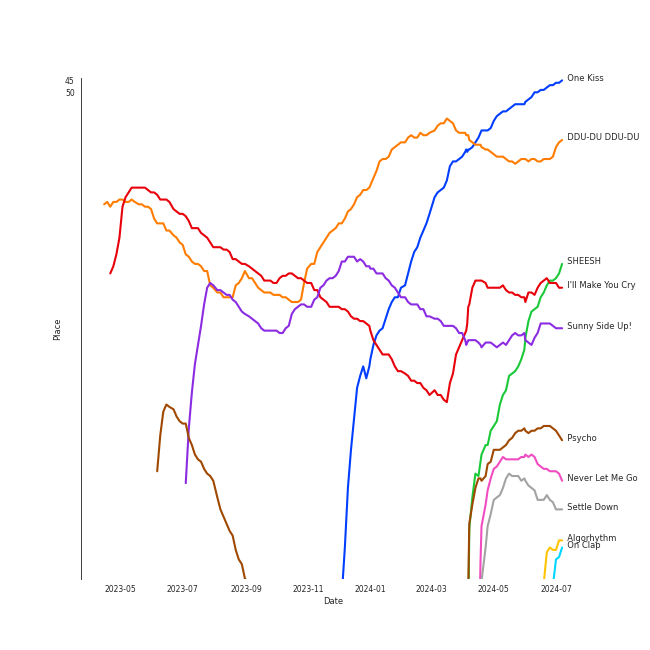 45
50
Place
One Kiss
DDU-DU DDU-DU
SHEESH
I'll Make You Cry
Sunny Side Up!
Psycho
Never Let Me Go
Settle Down
Algorhythm
On Clap
2023-05 2023-07 2023-09 2023-11 2024-01 2024-03 2024-05 2024-07
Date